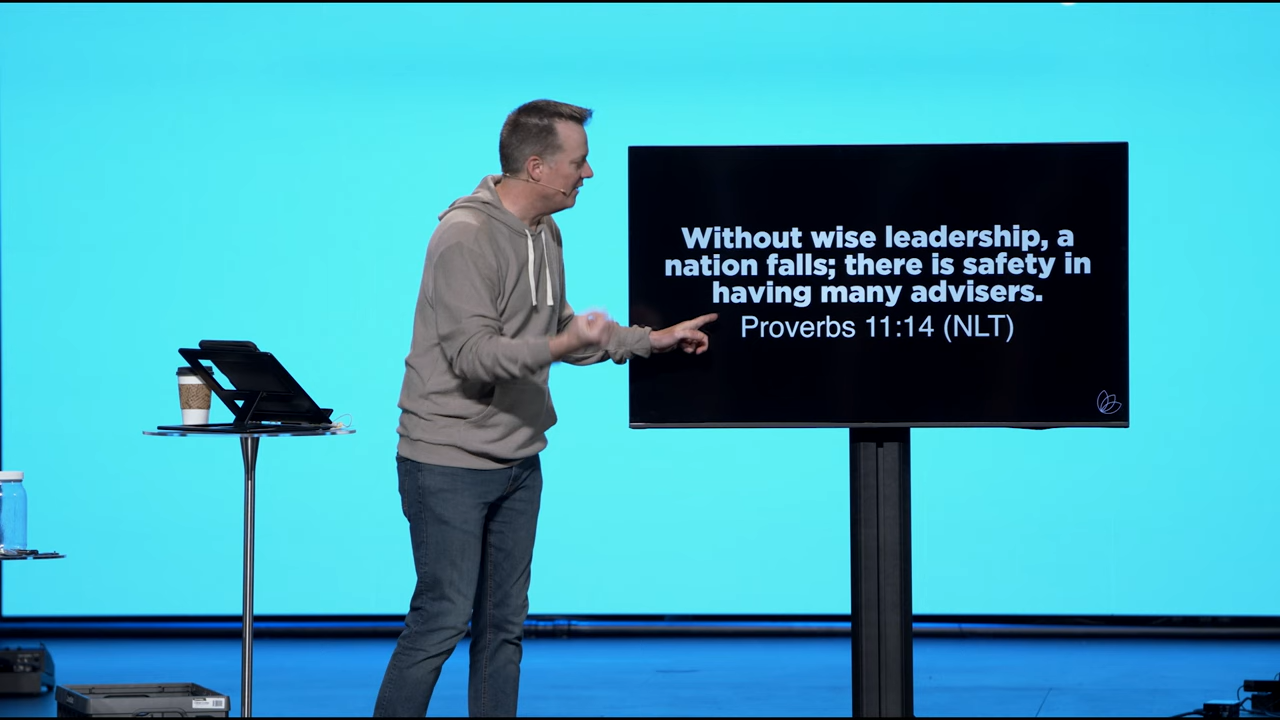 Without wise leadership, a
nation falls; there is safety in
having many advisers.
Proverbs 11:14 (NLT)